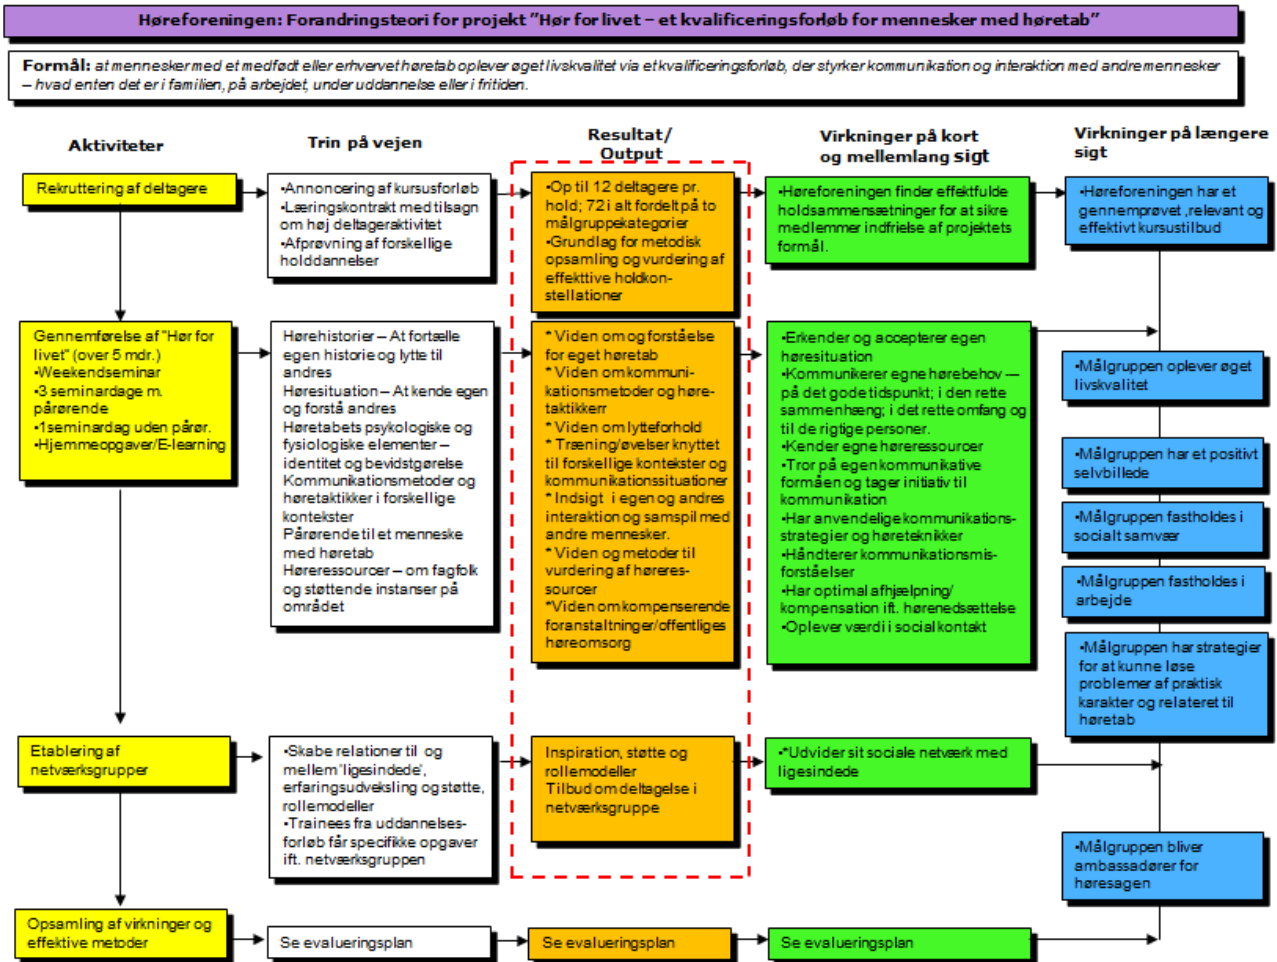 Høreforeningen: Forandringsteori for projekt ”Hør for livet – et kvalificeringsforløb for mennesker med høretab”
Formål: at mennesker med et medfødt eller erhvervet høretab oplever øget livskvalitet via et kvalificeringsforløb, der styrker kommunikation og interaktion med andre mennesker
– hvad enten det er i familien, på arbejdet, under uddannelse eller i fritiden.
Aktiviteter
Trin på vejen
Resultat/
Output
Virkninger på kort
og mellemlang sigt
Virkninger på længere
sigt
Rekruttering af deltagere
•Annoncering af kursusforløb
•Læringskontrakt med tilsagn
om høj deltageraktivitet
•Afprøvning af forskellige
holddannelser
•Op til 12 deltagere pr.
hold; 72 i alt fordelt på to
målgruppekategorier
•Grundlag for metodisk
opsamling og vurdering af
effekttive holdkon-
stellationer
•Høreforeningen finder effektfulde
holdsammensætninger for at sikre
medlemmer indfrielse af projektets
formål.
•Høreforeningen har et
gennemprøvet ,relevant og
effektivt kursustilbud
Gennemførelse af ”Hør for
livet” (over 5 mdr.)
•Weekendseminar
•3 seminardage m.
pårørende
•1seminardag uden pårør.
•Hjemmeopgaver/E-learning
Hørehistorier – At fortælle
egen historie og lytte til
andres
Høresituation – At kende egen
og forstå andres
Høretabets psykologiske og
fysiologiske elementer –
identitet og bevidstgørelse
Kommunikationsmetoder og
høretaktikker i forskellige
kontekster
Pårørende til et menneske
med høretab
Høreressourcer – om fagfolk
og støttende instanser på
området
* Viden om og forståelse
for eget høretab
* Viden om kommuni-
kationsmetoder og høre-
taktikkerr
* Viden om lytteforhold
* Træning/øvelser knyttet
til forskellige kontekster og
kommunikationssituationer
* Indsigt i egen og andres
interaktion og samspil med
andre mennesker.
* Viden og metoder til
vurdering af høreres-
sourcer
*Viden om kompenserende
foranstaltninger/offentliges
høreomsorg
•Erkender og accepterer egen
høresituation
•Kommunikerer egne hørebehov —
på det gode tidspunkt; i den rette
sammenhæng; i det rette omfang og
til de rigtige personer.
•Kender egne høreressourcer
•Tror på egen kommunikative
formåen og tager initiativ til
kommunikation
•Har anvendelige kommunikations-
strategier og høreteknikker
•Håndterer kommunikationsmis-
forståelser
•Har optimal afhjælpning/
kompensation ift. hørenedsættelse
•Oplever værdi i social kontakt
•Målgruppen oplever øget
livskvalitet
•Målgruppen har et positivt
selvbillede
•Målgruppen fastholdes i
socialt samvær
•Målgruppen fastholdes i
arbejde
•Målgruppen har strategier
for at kunne løse
problemer af praktisk
karakter og relateret til
høretab
Etablering af
netværksgrupper
•Skabe relationer til og
mellem ’ligesindede’,
erfaringsudveksling og støtte,
rollemodeller
•Trainees fra uddannelses-
forløb får specifikke opgaver
ift. netværksgruppen
Inspiration, støtte og
rollemodeller
Tilbud om deltagelse i
netværksgruppe
•*Udvider sit sociale netværk med
ligesindede
•Målgruppen bliver
ambassadører for
høresagen
Opsamling af virkninger og
effektive metoder
Se evalueringsplan
Se evalueringsplan
Se evalueringsplan